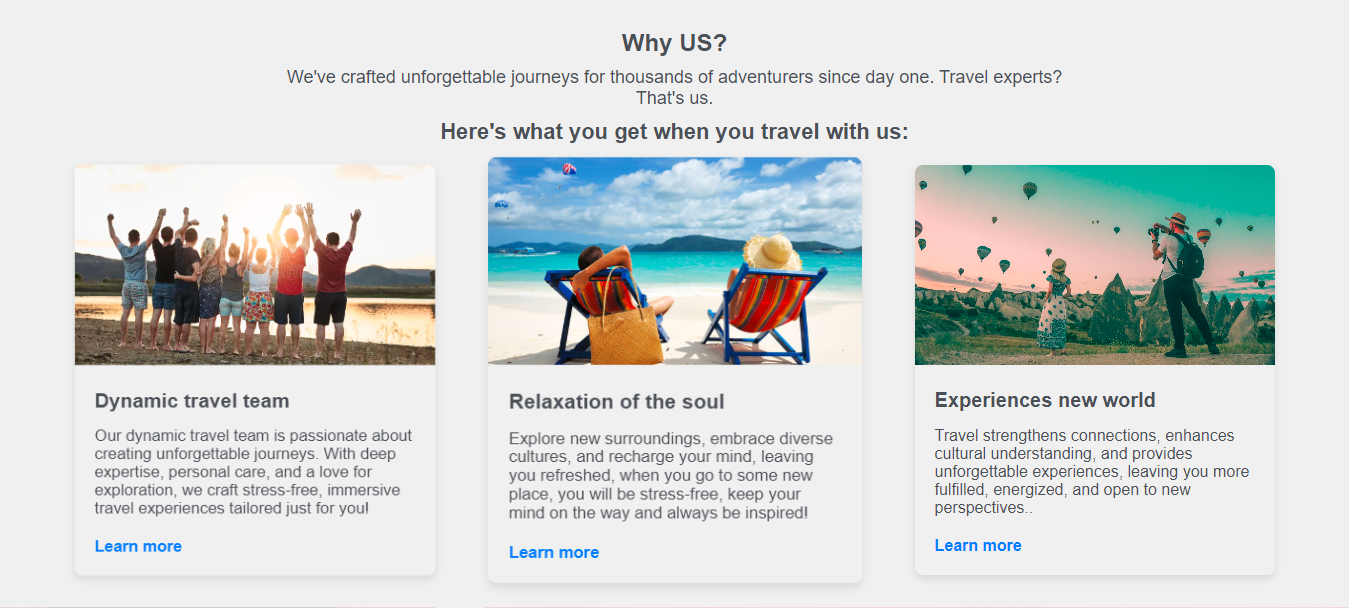 Why US?
We've crafted unforgettable journeys for thousands of adventurers since day one. Travel experts?
That's us.
Here's what you get when you travel with us:
Dynamic travel team
Our dynamic travel team is passionate about
creating unforgettable journeys. With deep
expertise, personal care, and a love for
exploration, we craft stress-free, immersive
travel experiences tailored just for you!
Learn more
Relaxation of the soul
Explore new surroundings, embrace diverse
cultures, and recharge your mind, leaving
you refreshed, when you go to some new
place, you will be stress-free, keep your
mind on the way and always be inspired!
Learn more
Experiences new world
Travel strengthens connections, enhances
cultural understanding, and provides
unforgettable experiences, leaving you more
fulfilled, energized, and open to new
perspectives..
Learn more